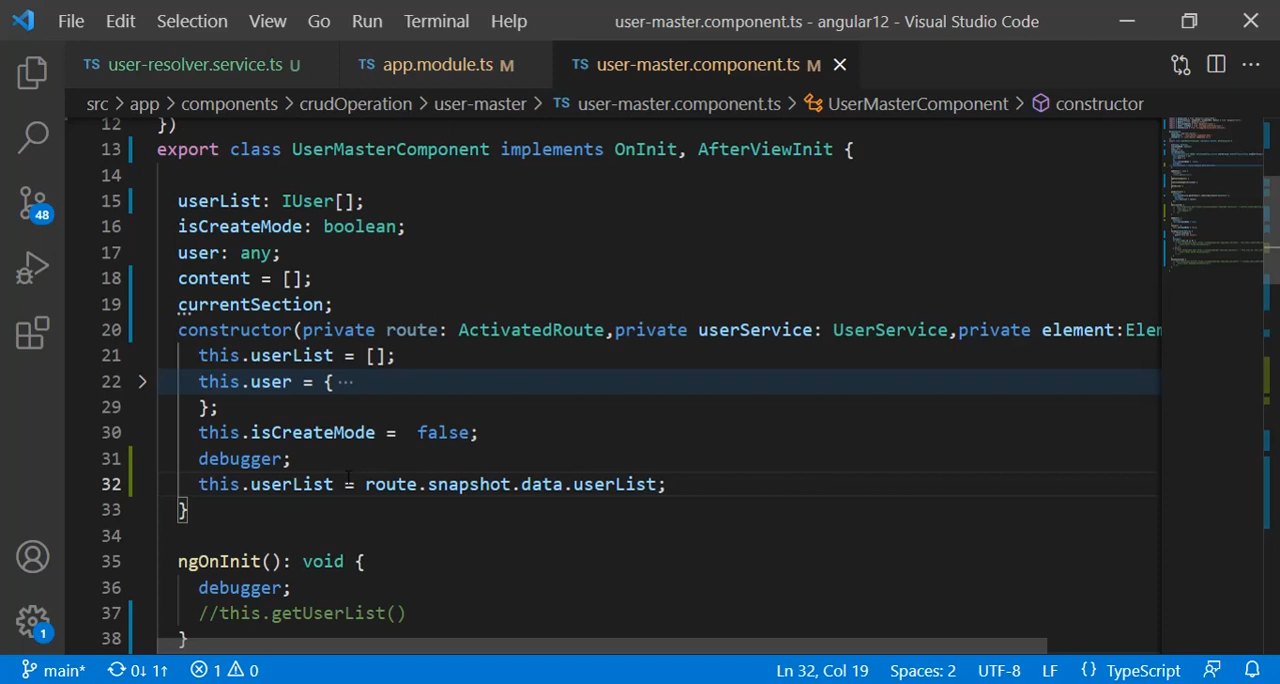 File Edit Selection View Go Run Terminal Help user-master.component.ts - angular12 - Visual Studio Code
TS user-resolver.service.ts U TS app.module.ts M TS user-master.component.ts M
src > app > components > crudOperation > user-master > TS user-master.component.ts > UserMasterComponent > constructor
12 })
13 export class UserMasterComponent implements OnInit, AfterViewInit {
14
15 userList: IUser[];
16 isCreateMode: boolean;
17 user: any;
18 content = [];
19 currentSection;
20 constructor(private route: ActivatedRoute,private userService: UserService,private element:Elem
21 this.userList = [];
22 this.user = { ⋯
29 };
30 this.isCreateMode = false;
31 debugger;
32 this.userList = route.snapshot.data.userList;
33 }
34
35 ngOnInit(): void {
36 debugger;
37 //this.getUserList()
38 }
48
1
main* 0↓ 1↑ 1 0 Ln 32, Col 19 Spaces: 2 UTF-8 LF {} TypeScript